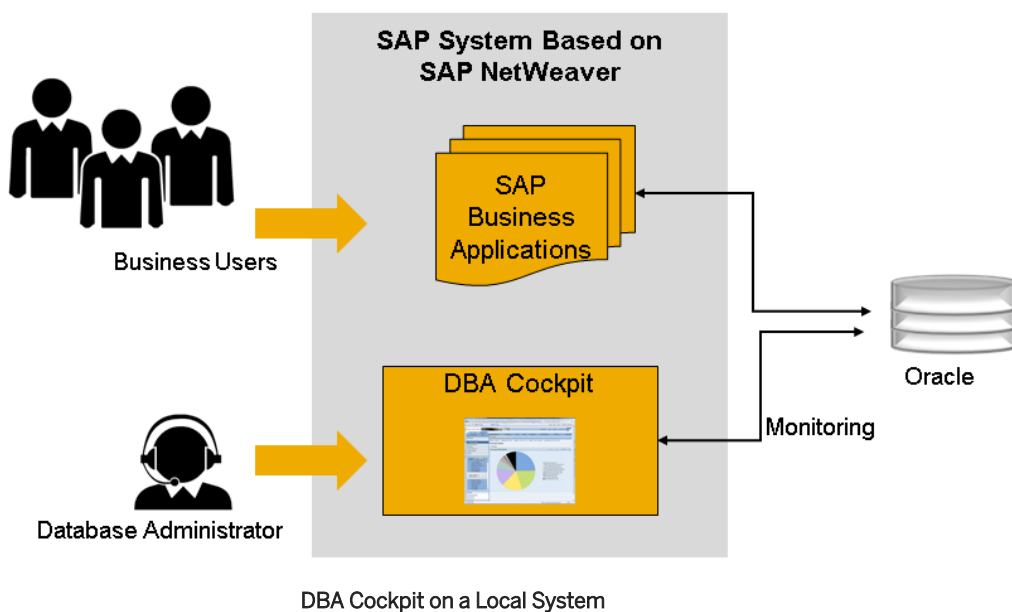 SAP System Based on
SAP NetWeaver
SAP
Business
Applications
Business Users
Oracle
DBA Cockpit
Monitoring
Database Administrator
DBA Cockpit on a Local System